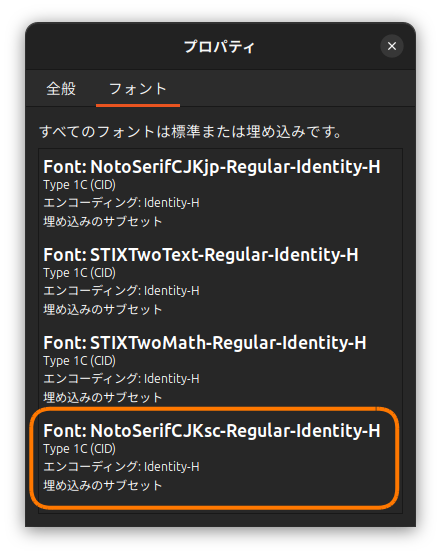 プロパティ
全般 フォント
すべてのフォントは標準または埋め込みです。
Font: NotoSerifCJKjp-Regular-Identity-H
Type 1C (CID)
エンコーディング: Identity-H
埋め込みのサブセット
Font: STIXTwoText-Regular-Identity-H
Type 1C (CID)
エンコーディング: Identity-H
埋め込みのサブセット
Font: STIXTwoMath-Regular-Identity-H
Type 1C (CID)
エンコーディング: Identity-H
埋め込みのサブセット
Font: NotoSerifCJKsc-Regular-Identity-H
Type 1C (CID)
エンコーディング: Identity-H
埋め込みのサブセット